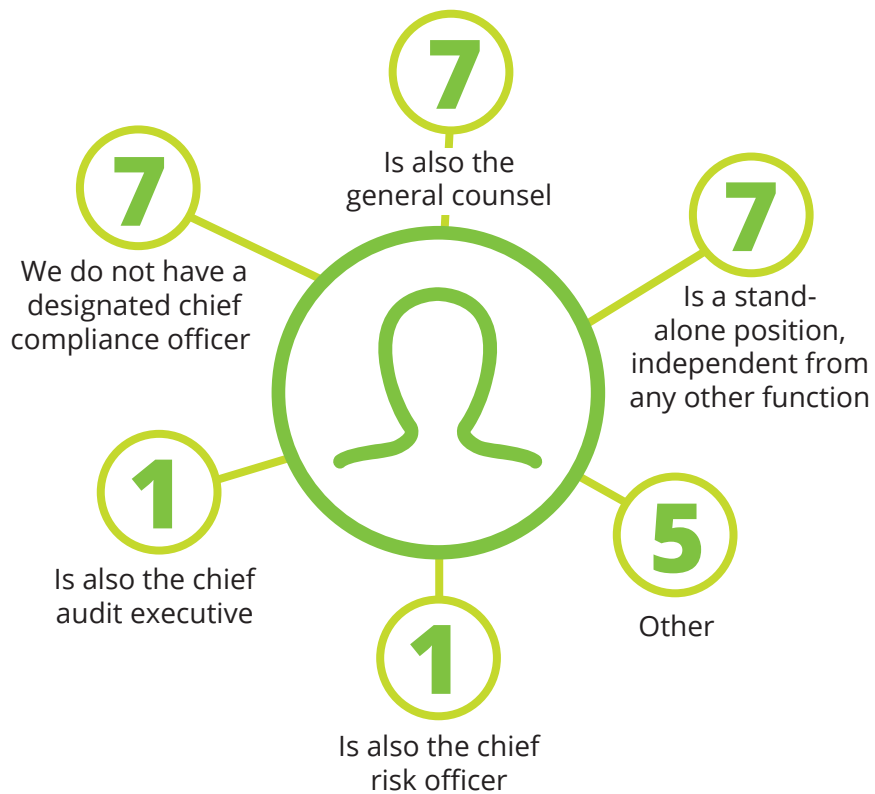 7
Is also the
general counsel
7
Is a stand-
alone position,
independent from
any other function
5
Other
1
Is also the chief
risk officer
1
Is also the chief
audit executive
7
We do not have a
designated chief
compliance officer